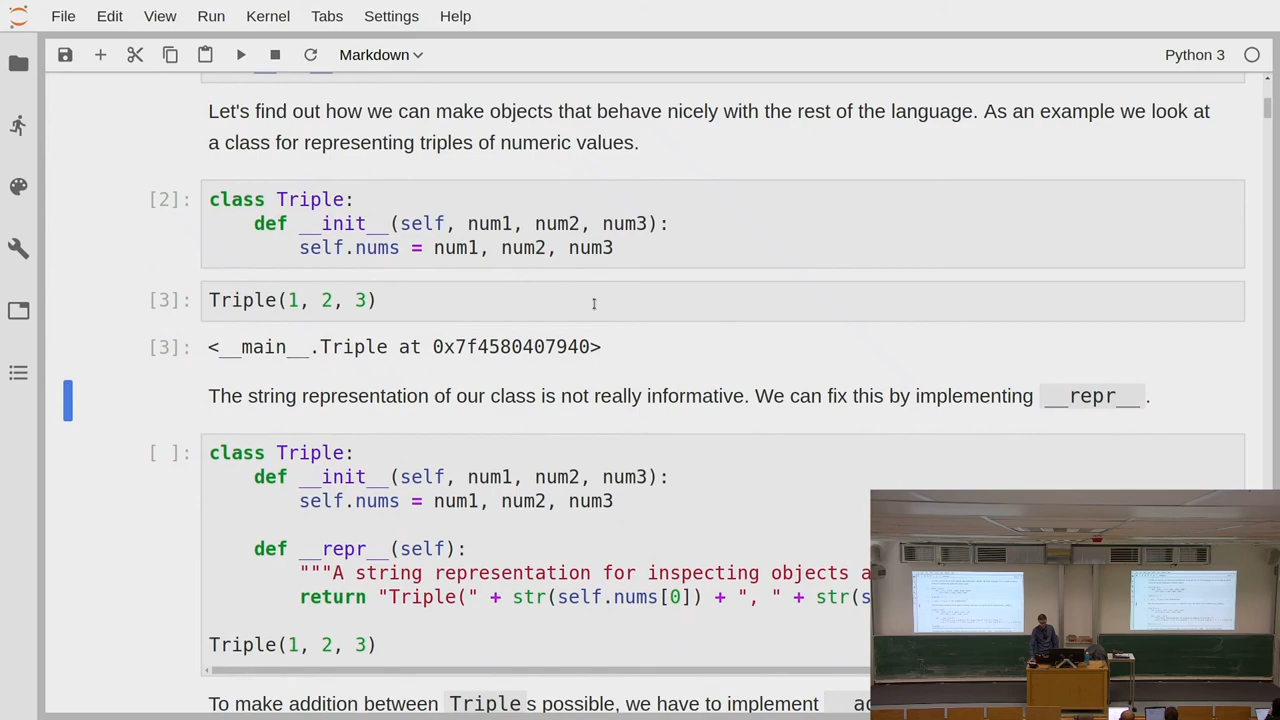 File Edit View Run Kernel Tabs Settings Help
Markdown Python 3
Let's find out how we can make objects that behave nicely with the rest of the language. As an example we look at
a class for representing triples of numeric values.
[2]: class Triple:
def __init__(self, num1, num2, num3):
self.nums = num1, num2, num3
[3]: Triple(1, 2, 3)
[3]: <__main__.Triple at 0x7f4580407940>
The string representation of our class is not really informative. We can fix this by implementing __repr__.
[ ]: class Triple:
def __init__(self, num1, num2, num3):
self.nums = num1, num2, num3
def __repr__(self):
"""A string representation for inspecting objects a
return "Triple(" + str(self.nums[0]) + ", " + str(s
Triple(1, 2, 3)
To make addition between Triple s possible, we have to implement